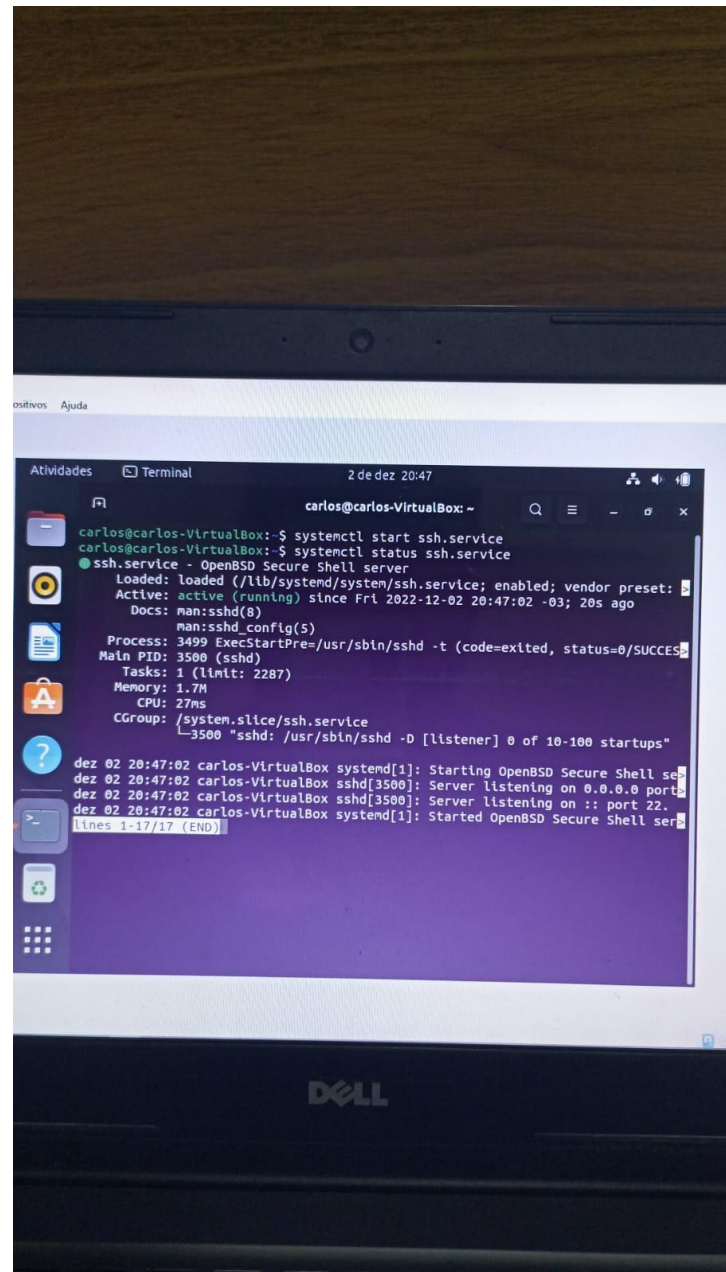 ositivos Ajuda
Atividades Terminal 2 de dez 20:47
carlos@carlos-VirtualBox: ~
carlos@carlos-VirtualBox:~$ systemctl start ssh.service
carlos@carlos-VirtualBox:~$ systemctl status ssh.service
● ssh.service - OpenBSD Secure Shell server
Loaded: loaded (/lib/systemd/system/ssh.service; enabled; vendor preset: >
Active: active (running) since Fri 2022-12-02 20:47:02 -03; 20s ago
Docs: man:sshd(8)
man:sshd_config(5)
Process: 3499 ExecStartPre=/usr/sbin/sshd -t (code=exited, status=0/SUCCES>
Main PID: 3500 (sshd)
Tasks: 1 (limit: 2287)
Memory: 1.7M
CPU: 27ms
CGroup: /system.slice/ssh.service
└─3500 "sshd: /usr/sbin/sshd -D [listener] 0 of 10-100 startups"
dez 02 20:47:02 carlos-VirtualBox systemd[1]: Starting OpenBSD Secure Shell se>
dez 02 20:47:02 carlos-VirtualBox sshd[3500]: Server listening on 0.0.0.0 port>
dez 02 20:47:02 carlos-VirtualBox sshd[3500]: Server listening on :: port 22.
dez 02 20:47:02 carlos-VirtualBox systemd[1]: Started OpenBSD Secure Shell ser>
lines 1-17/17 (END)
DELL